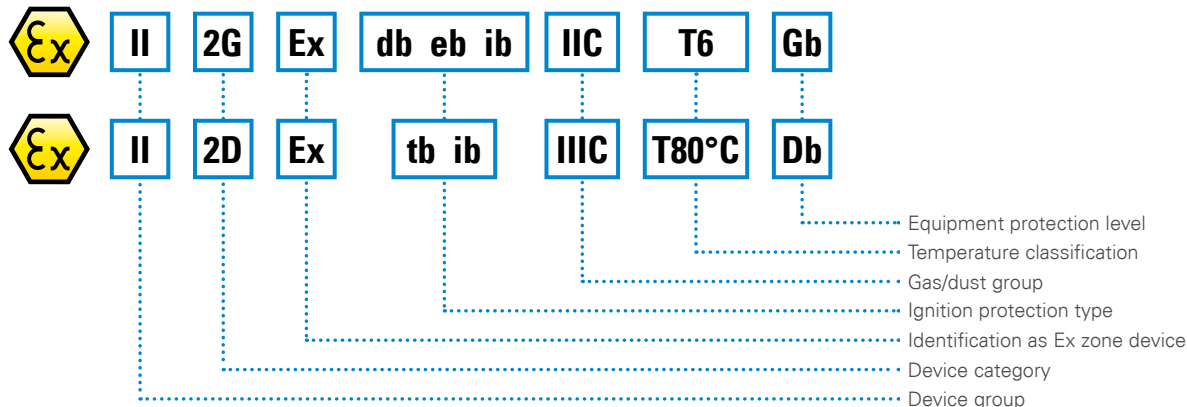 Ex II 2G Ex db eb ib IIC T6 Gb
Ex II 2D Ex tb ib IIIC T80°C Db
Equipment protection level
Temperature classification
Gas/dust group
Ignition protection type
Identification as Ex zone device
Device category
Device group